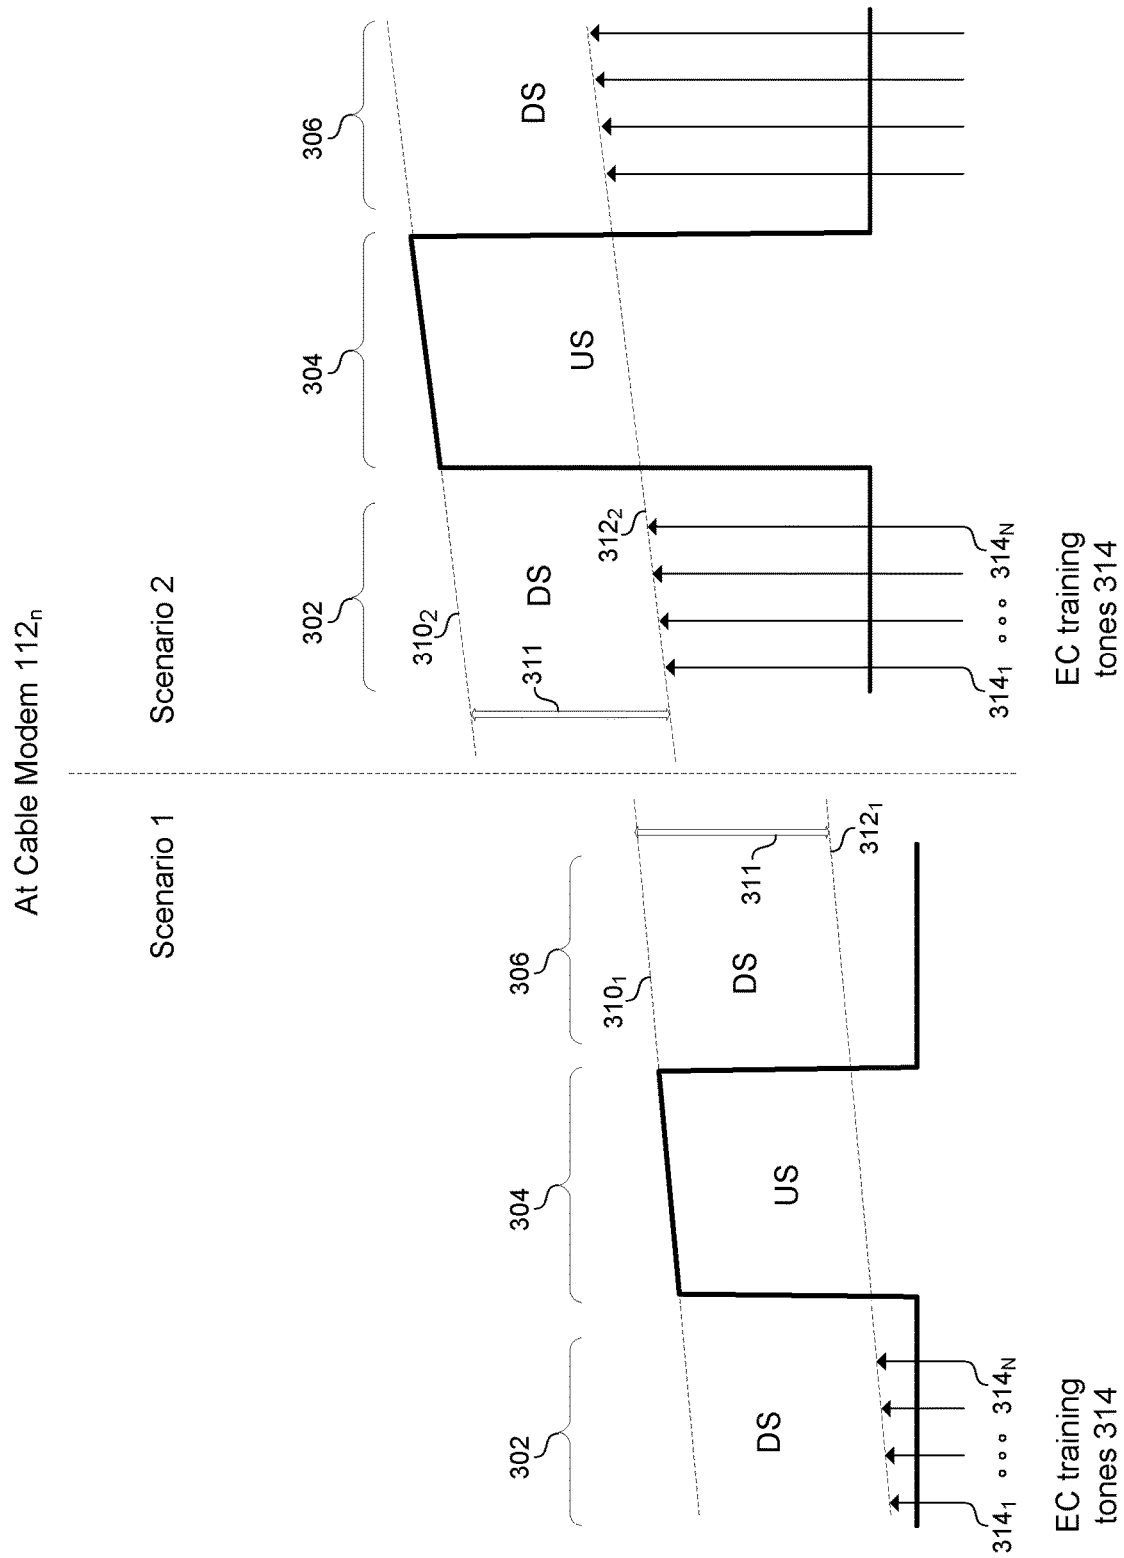 At Cable Modem 112n
Scenario 1
302
304
306
3101
DS
US
DS
311
3121
3141
314N
EC training
tones 314
Scenario 2
302
304
306
3102
311
DS
3122
US
DS
3141
314N
EC training
tones 314